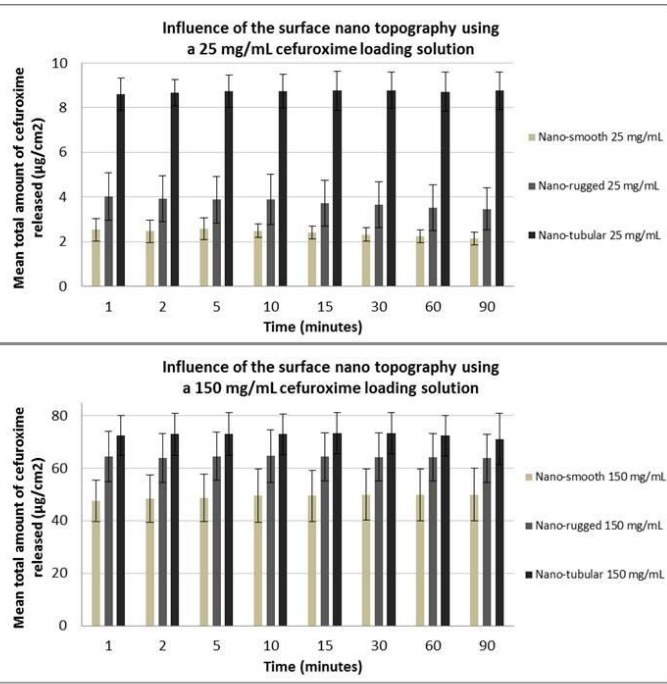 Influence of the surface nano topography using
a 25 mg/mL cefuroxime loading solution
Mean total amount of cefuroxime
released (µg/cm2)
10
8
6
4
2
0
1 2 5 10 15 30 60 90
Time (minutes)
Nano-smooth 25 mg/mL
Nano-rugged 25 mg/mL
Nano-tubular 25 mg/mL
Influence of the surface nano topography using
a 150 mg/mL cefuroxime loading solution
Mean total amount of cefuroxime
released (µg/cm2)
80
60
40
20
0
1 2 5 10 15 30 60 90
Time (minutes)
Nano-smooth 150 mg/mL
Nano-rugged 150 mg/mL
Nano-tubular 150 mg/mL